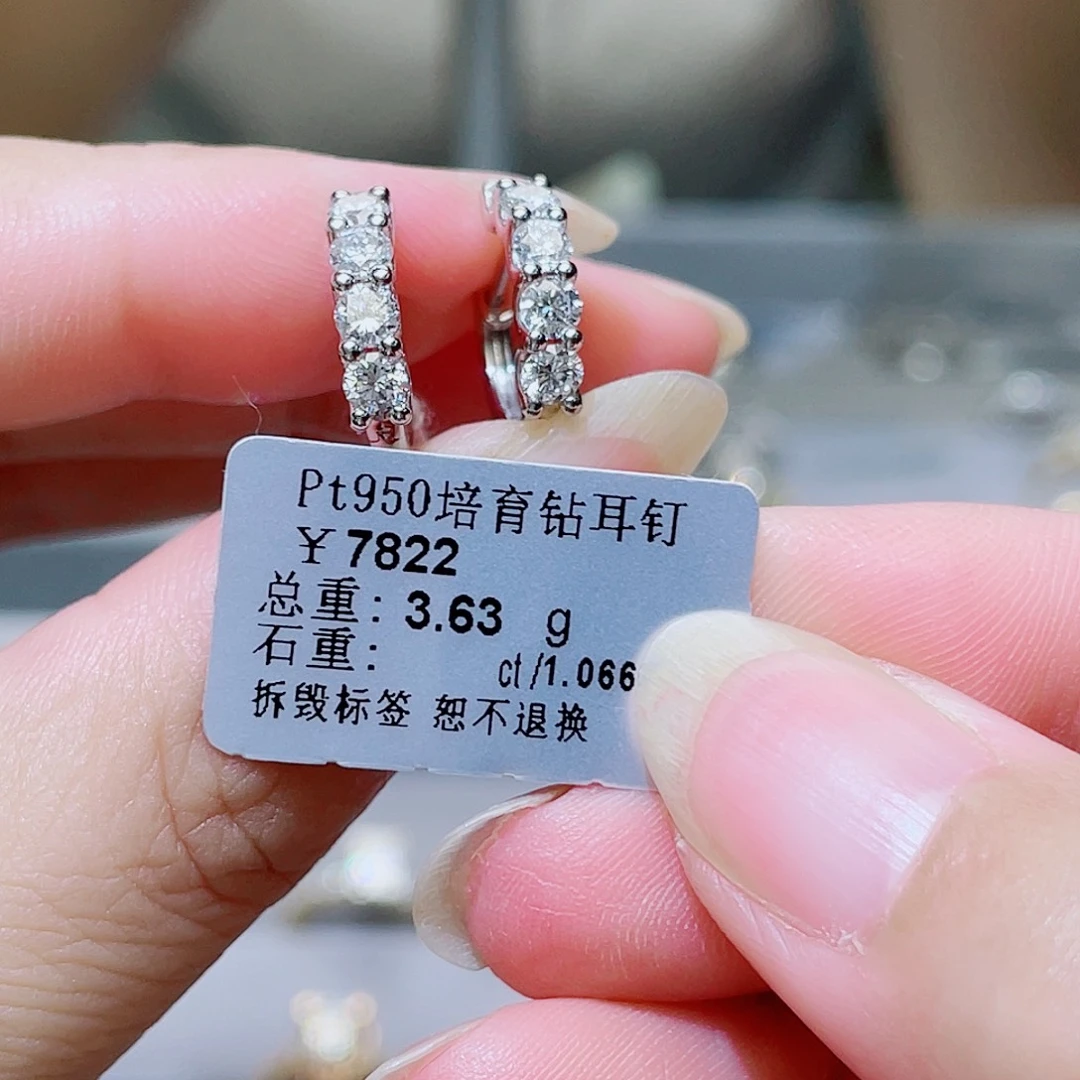 Pt950培育钻耳钉
￥7822
总重: 3.63 g
石重: ct/1.066
拆毁标签 恕不退换